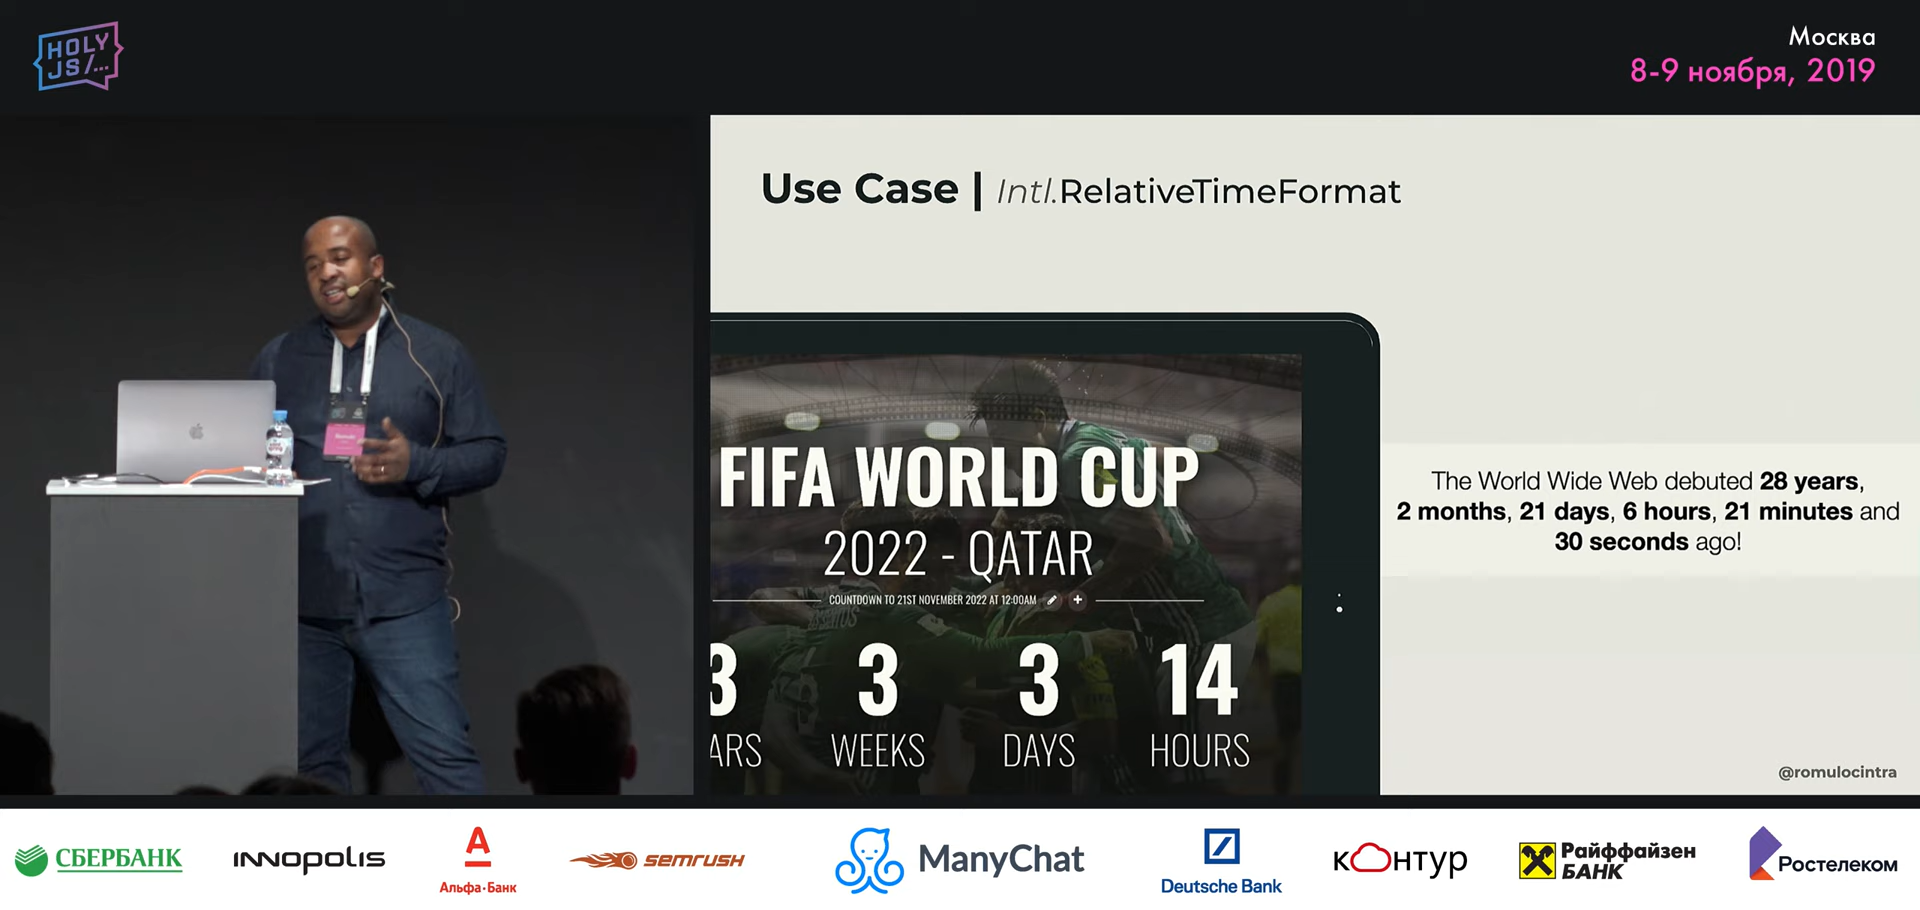 HOLY
JS/...
Москва
8-9 ноября, 2019
Use Case | Intl.RelativeTimeFormat
FIFA WORLD CUP
2022 - QATAR
COUNTDOWN TO 21ST NOVEMBER 2022 AT 12:00AM
3 3 3 14
ARS WEEKS DAYS HOURS
The World Wide Web debuted 28 years,
2 months, 21 days, 6 hours, 21 minutes and
30 seconds ago!
@romulocintra
СБЕРБАНК
INNOPOLIS
Альфа·Банк
semrush
ManyChat
Deutsche Bank
контур
Райффайзен
БАНК
Ростелеком